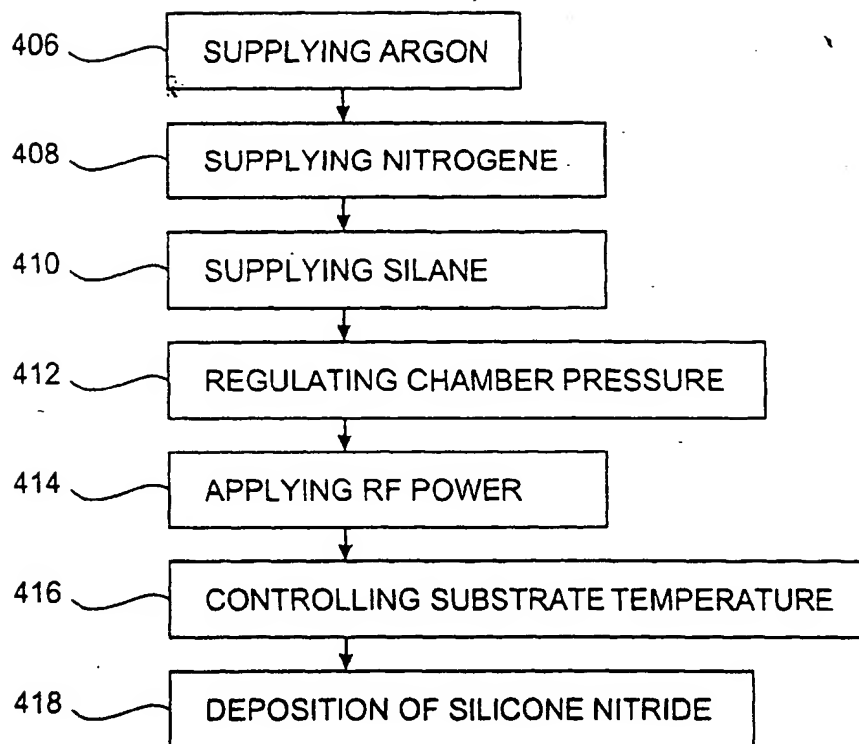 406 SUPPLYING ARGON
408 SUPPLYING NITROGENE
410 SUPPLYING SILANE
412 REGULATING CHAMBER PRESSURE
414 APPLYING RF POWER
416 CONTROLLING SUBSTRATE TEMPERATURE
418 DEPOSITION OF SILICONE NITRIDE